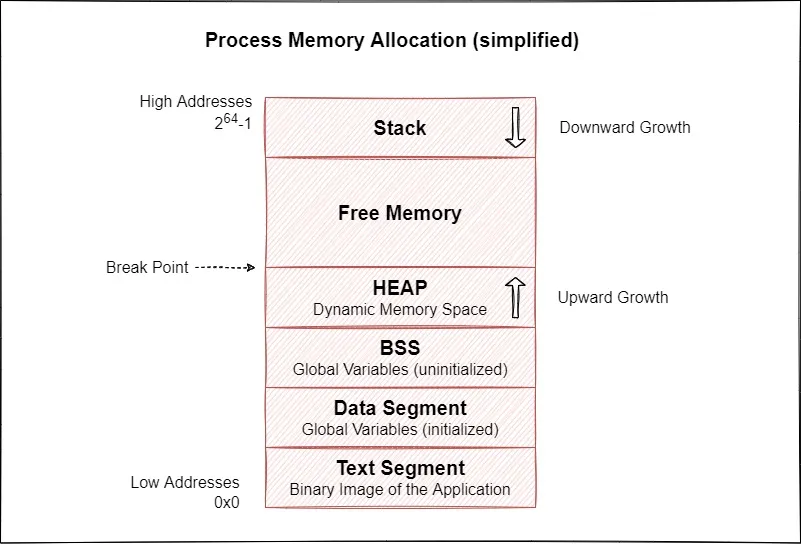 Process Memory Allocation (simplified)
High Addresses
2^64-1
Stack
Downward Growth
Free Memory
Break Point
HEAP
Dynamic Memory Space
Upward Growth
BSS
Global Variables (uninitialized)
Data Segment
Global Variables (initialized)
Text Segment
Binary Image of the Application
Low Addresses
0x0